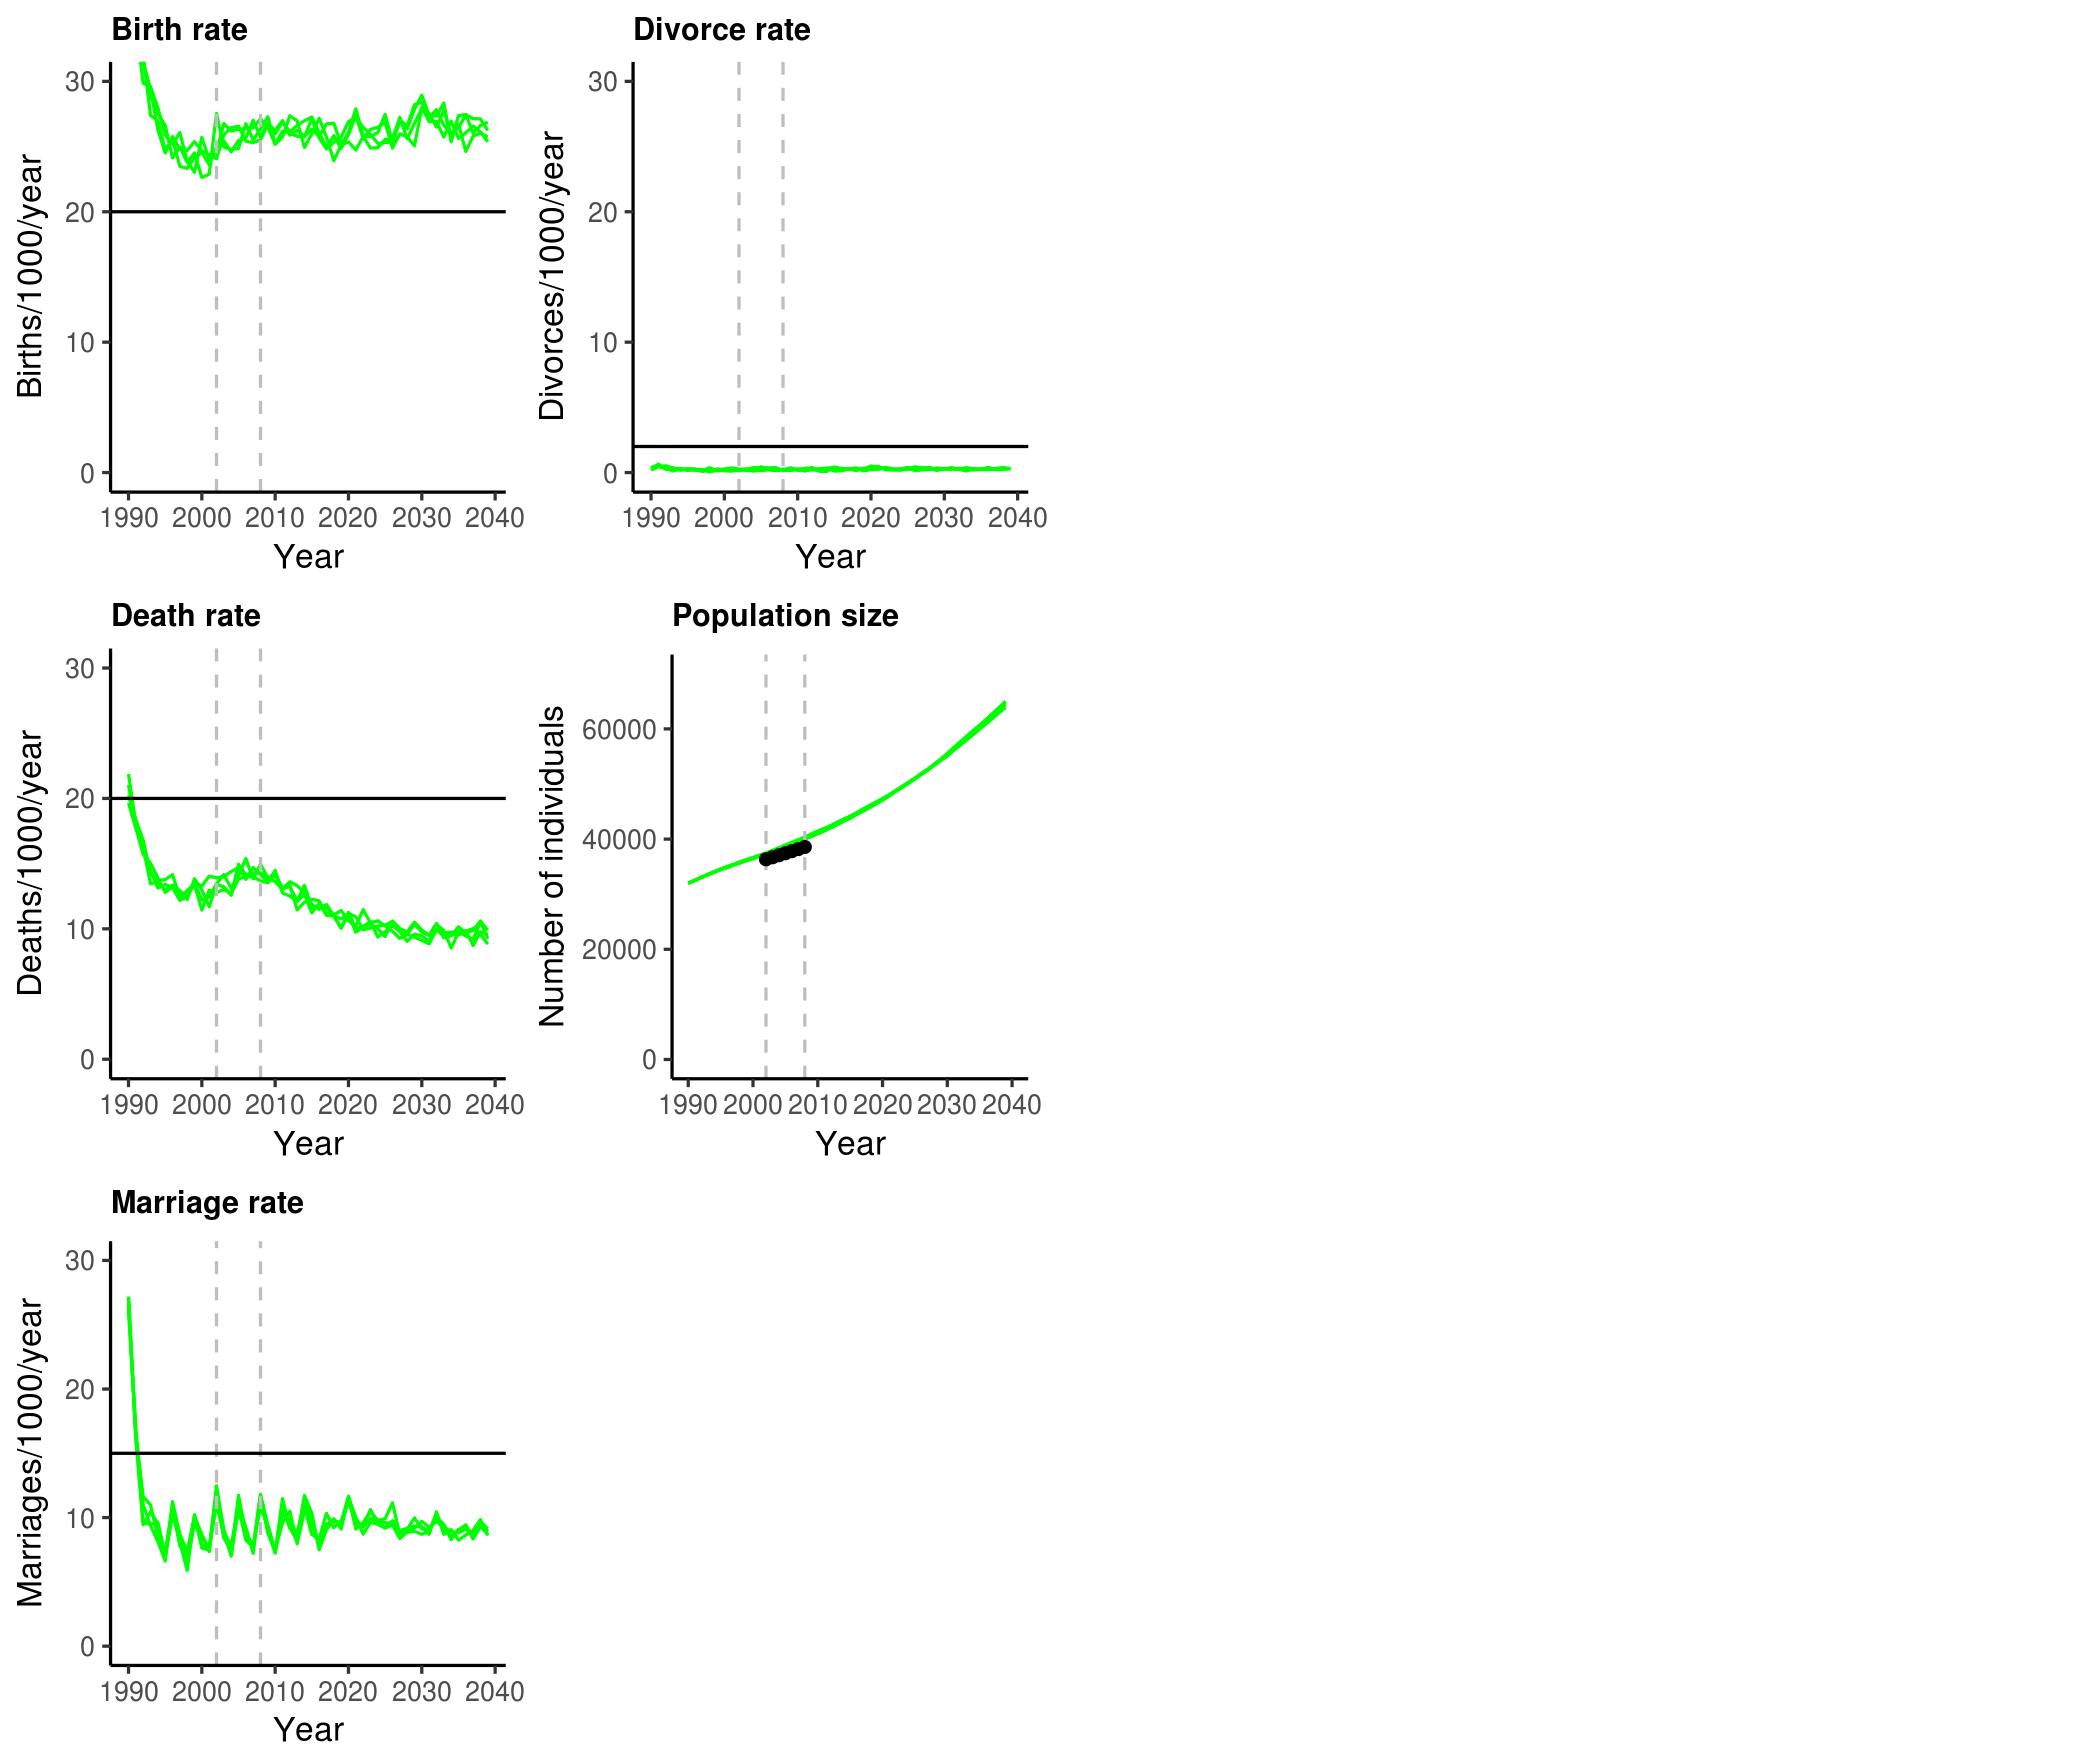 Birth rate
Births/1000/year
30
20
10
0
1990 2000 2010 2020 2030 2040
Year
Divorce rate
Divorces/1000/year
30
20
10
0
1990 2000 2010 2020 2030 2040
Year
Death rate
Deaths/1000/year
30
20
10
0
1990 2000 2010 2020 2030 2040
Year
Population size
Number of individuals
60000
40000
20000
0
1990 2000 2010 2020 2030 2040
Year
Marriage rate
Marriages/1000/year
30
20
10
0
1990 2000 2010 2020 2030 2040
Year